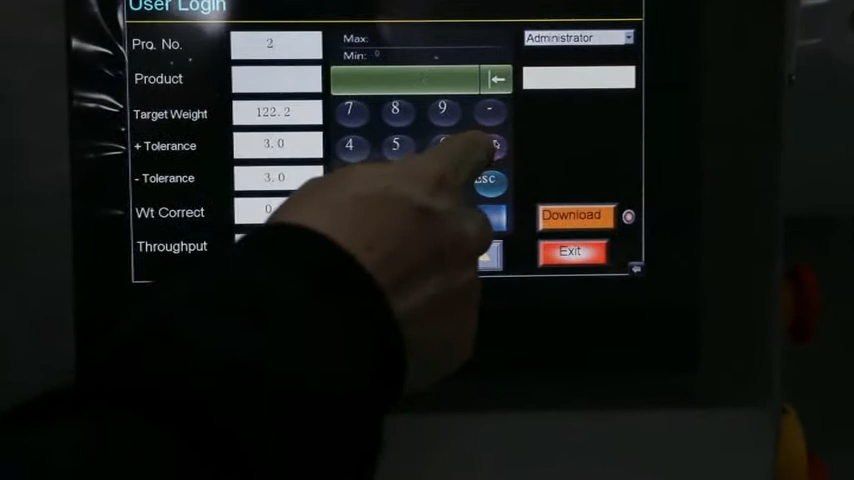 User Login
Pro. No.
2
Max:
Min: 0
Administrator
Product
7 8 9 -
Target Weight
122.2
+ Tolerance
3.0
4 5
- Tolerance
3.0
Esc
Wt Correct
0
Download
Throughput
Exit